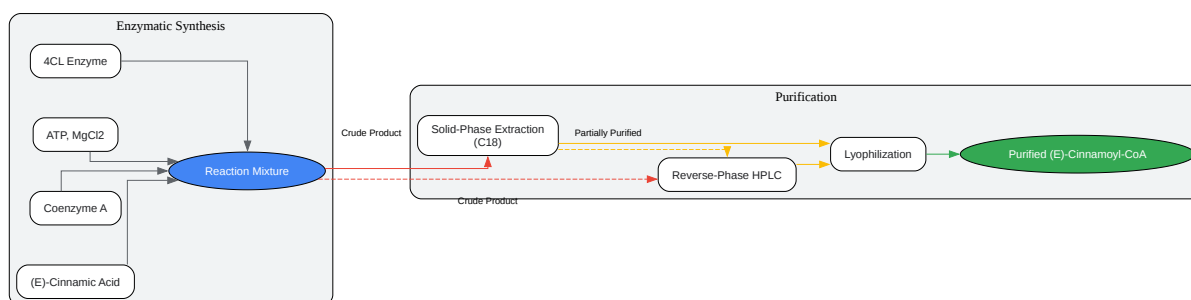 Enzymatic Synthesis
4CL Enzyme
ATP, MgCl2
Coenzyme A
(E)-Cinnamic Acid
Reaction Mixture
Crude Product
Crude Product
Purification
Solid-Phase Extraction
(C18)
Partially Purified
Reverse-Phase HPLC
Lyophilization
Purified (E)-Cinnamoyl-CoA